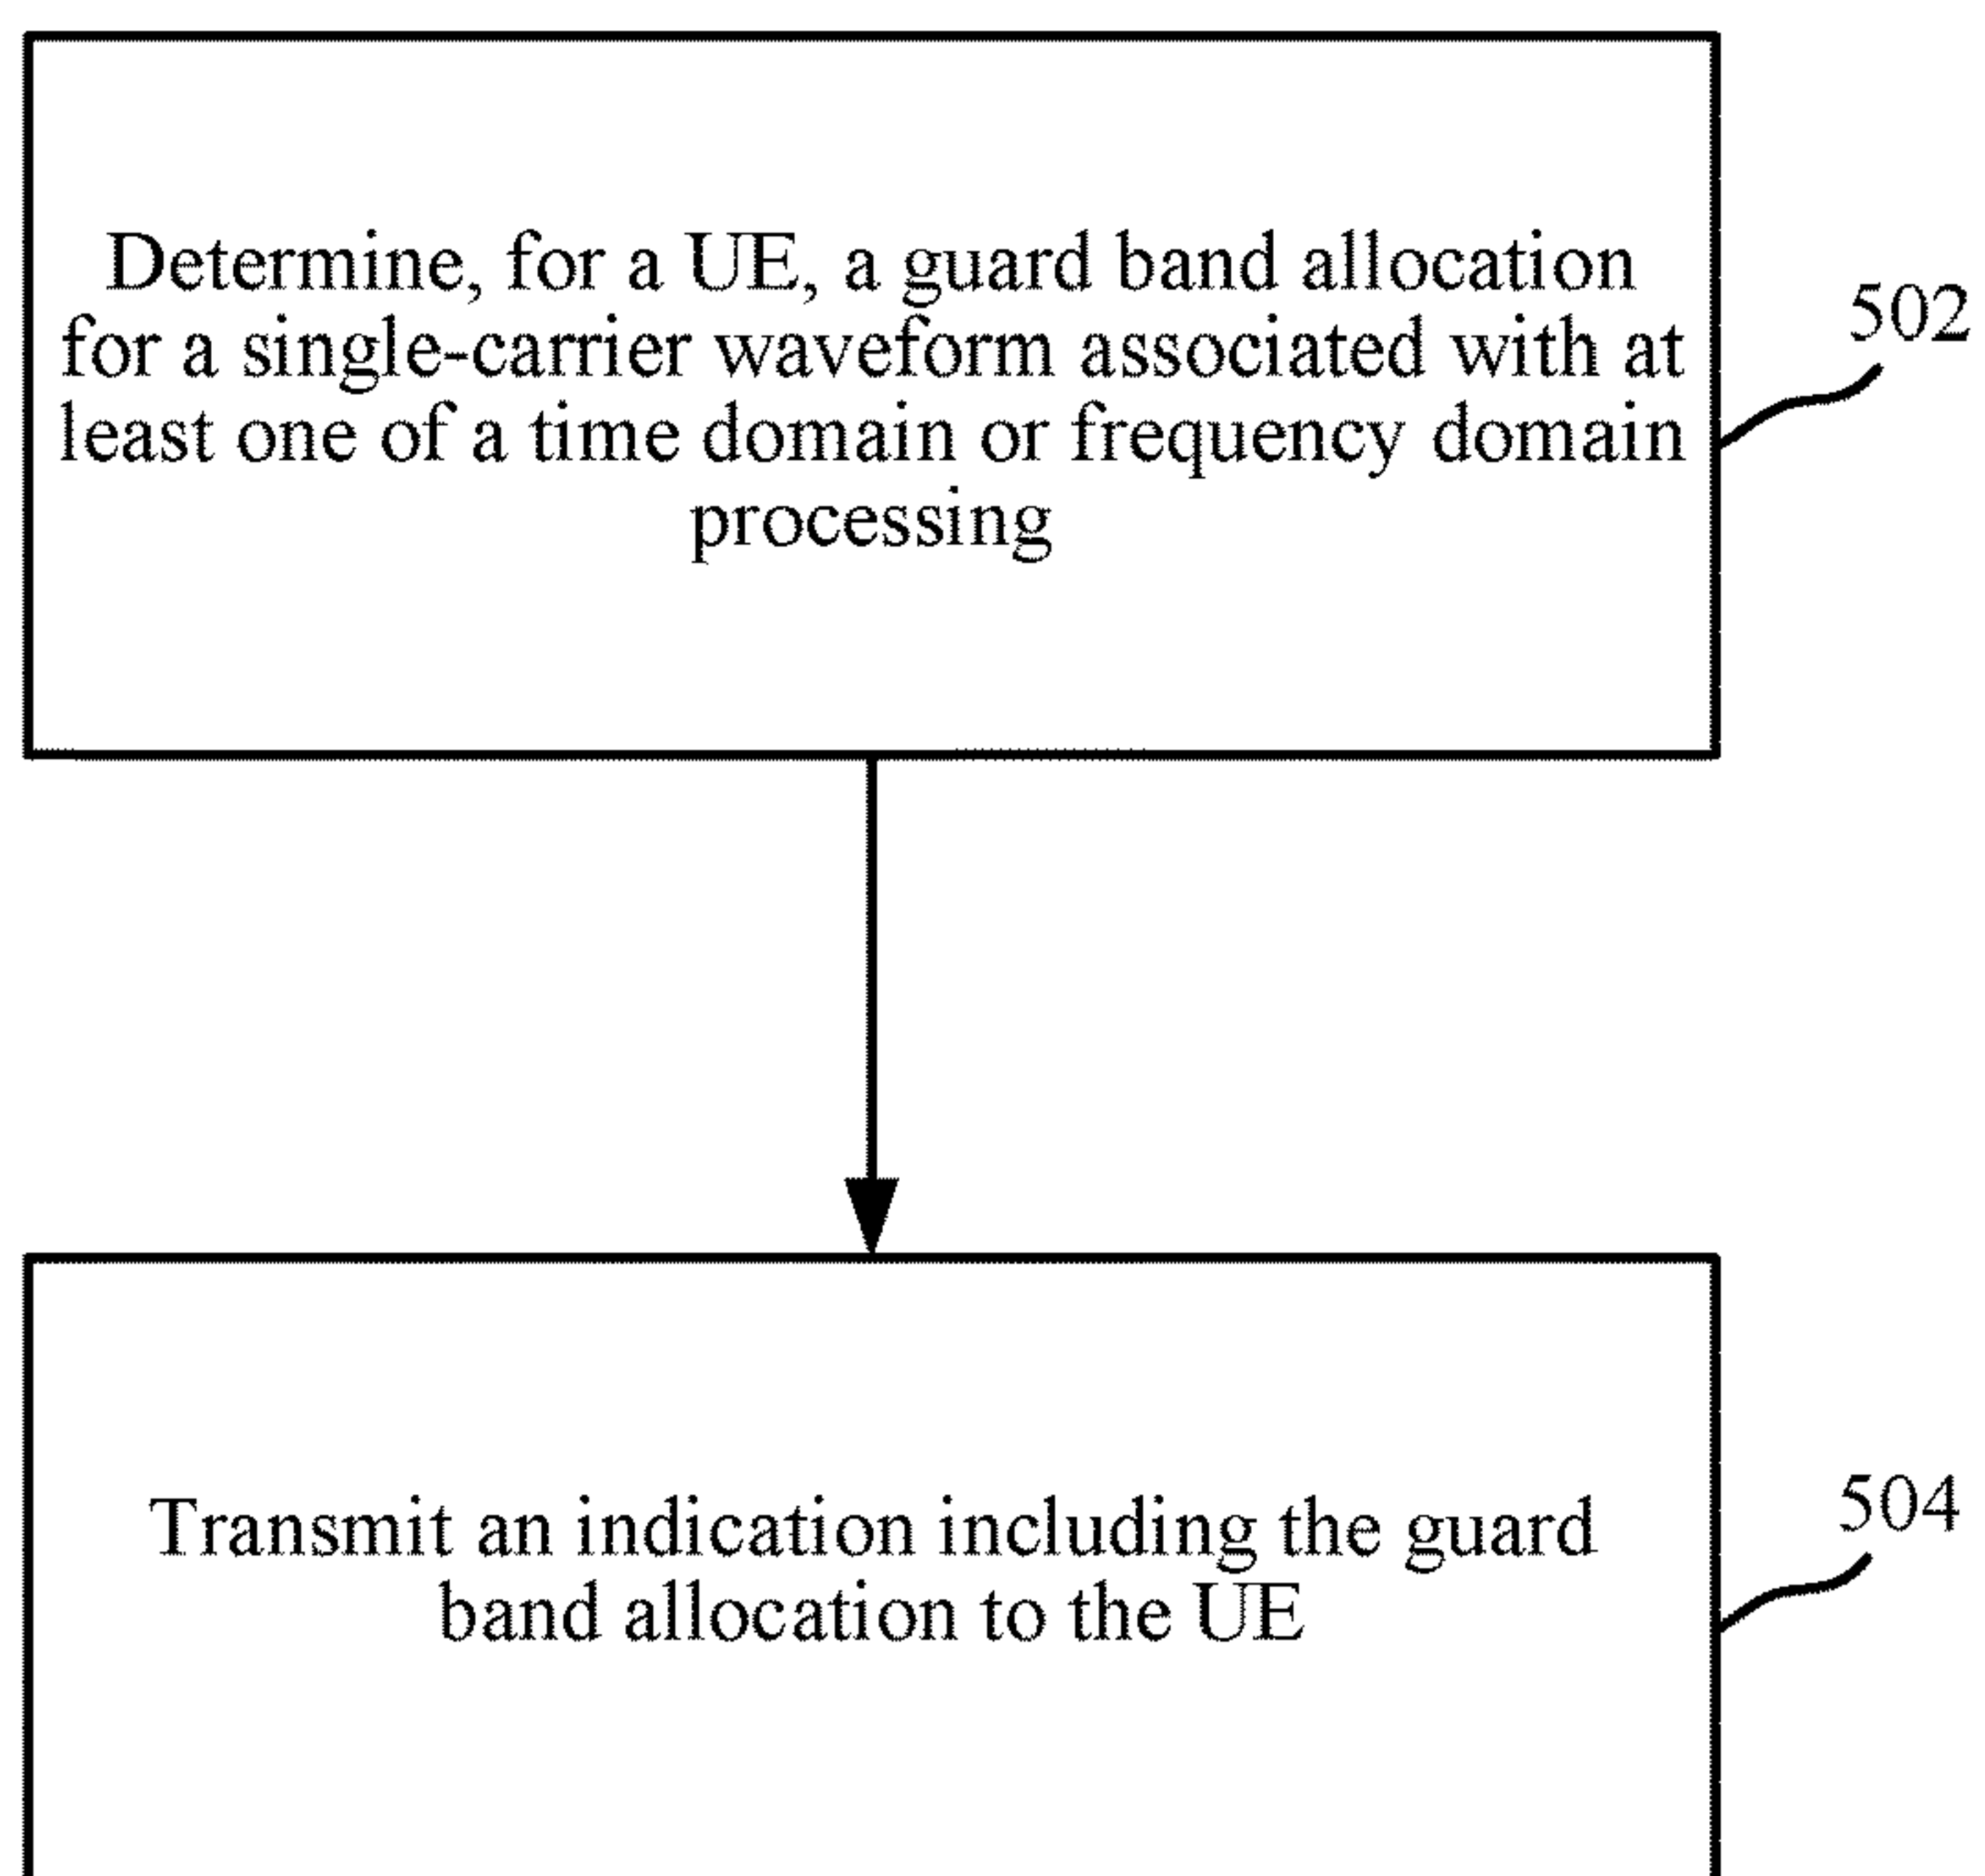 Determine, for a UE, a guard band allocation
for a single-carrier waveform associated with at
least one of a time domain or frequency domain
processing
502
Transmit an indication including the guard
band allocation to the UE
504